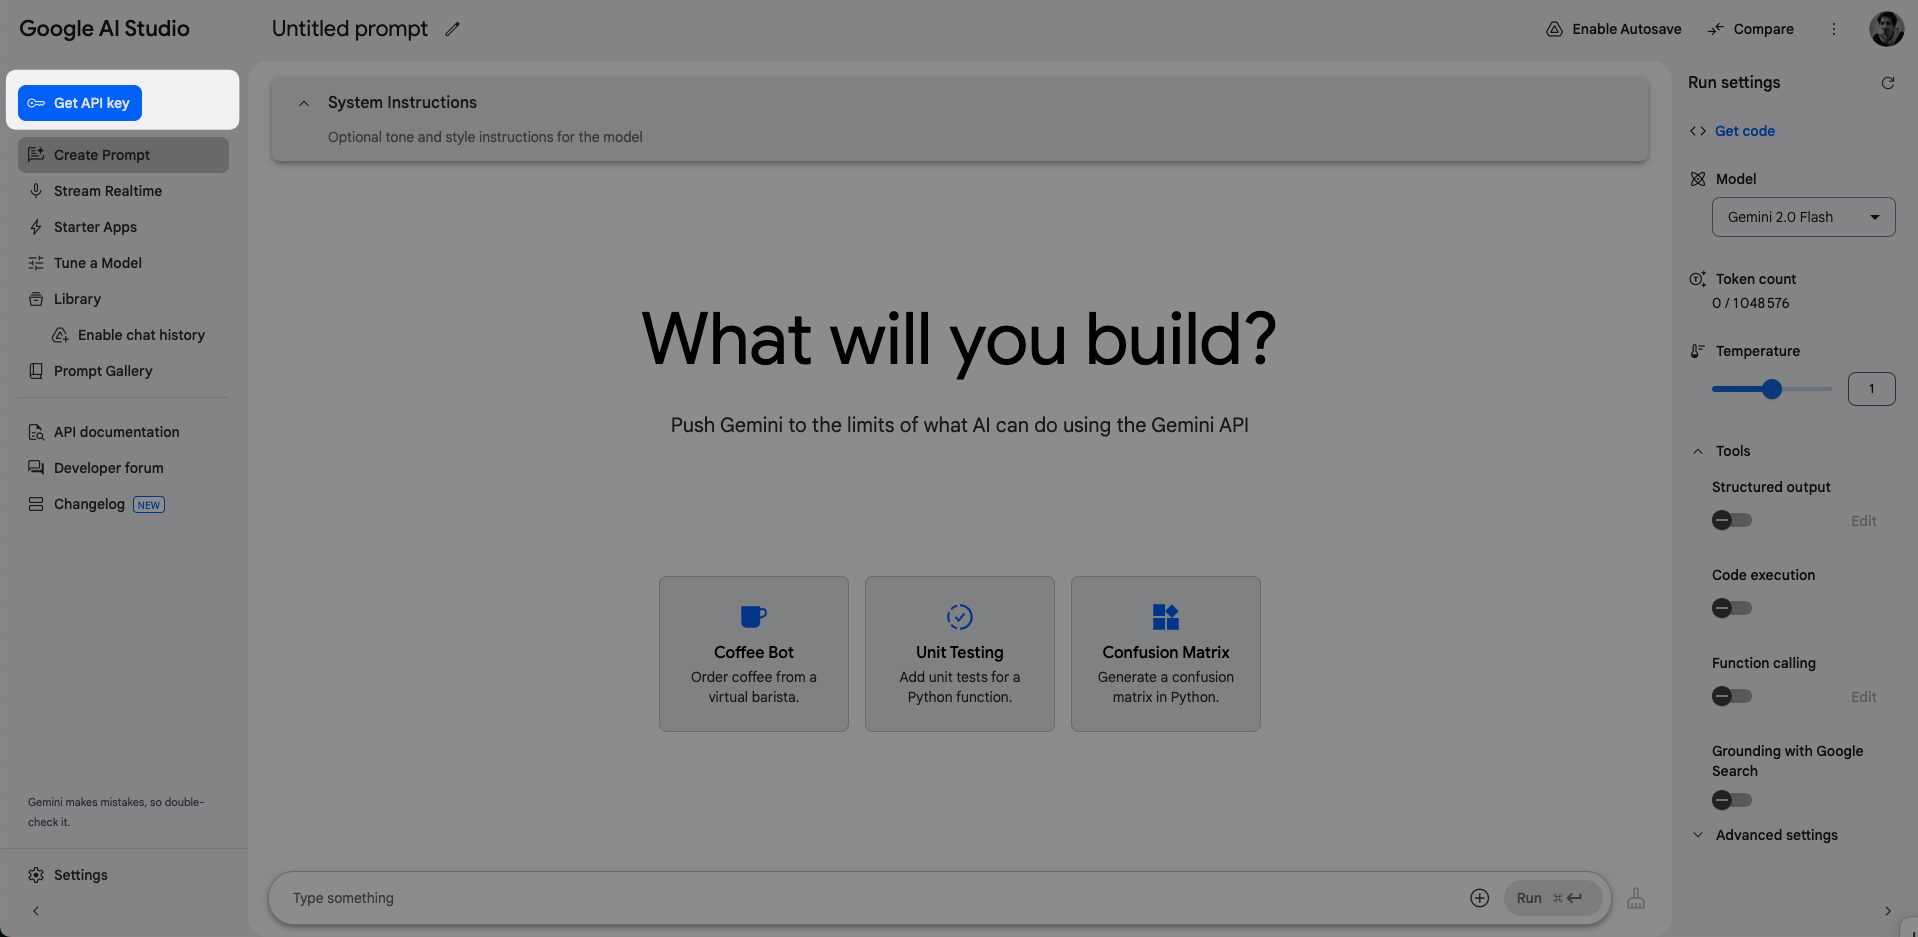 Google AI Studio
Get API key
Create Prompt
Stream Realtime
Starter Apps
Tune a Model
Library
Enable chat history
Prompt Gallery
API documentation
Developer forum
Changelog NEW
Gemini makes mistakes, so double-
check it.
Settings
Untitled prompt
Enable Autosave
Compare
System Instructions
Optional tone and style instructions for the model
What will you build?
Push Gemini to the limits of what AI can do using the Gemini API
Coffee Bot
Order coffee from a
virtual barista.
Unit Testing
Add unit tests for a
Python function.
Confusion Matrix
Generate a confusion
matrix in Python.
Type something
Run ⌘
Run settings
Get code
Model
Gemini 2.0 Flash
Token count
0 / 1 048 576
Temperature
1
Tools
Structured output
Edit
Code execution
Function calling
Edit
Grounding with Google
Search
Advanced settings